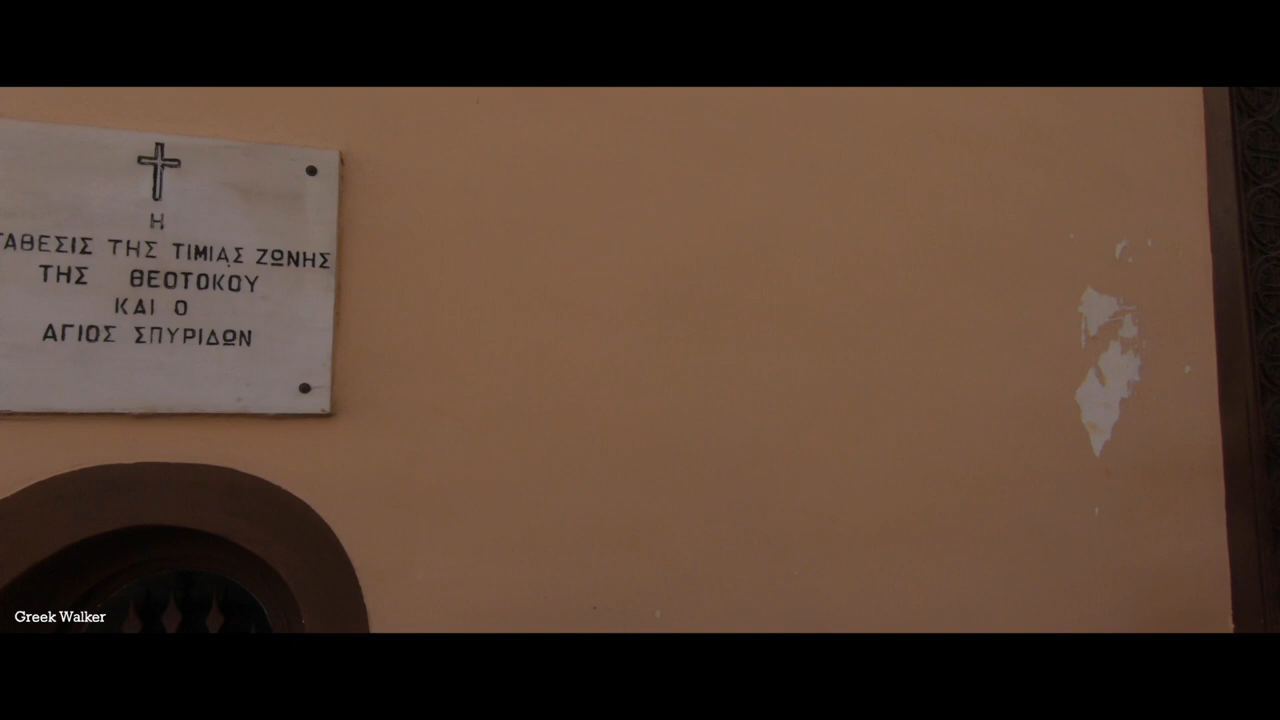 Η
ΤΑΘΕΣΙΣ ΤΗΣ ΤΙΜΙΑΣ ΖΩΝΗΣ
ΤΗΣ ΘΕΟΤΟΚΟΥ
ΚΑΙ Ο
ΑΓΙΟΣ ΣΠΥΡΙΔΩΝ
Greek Walker